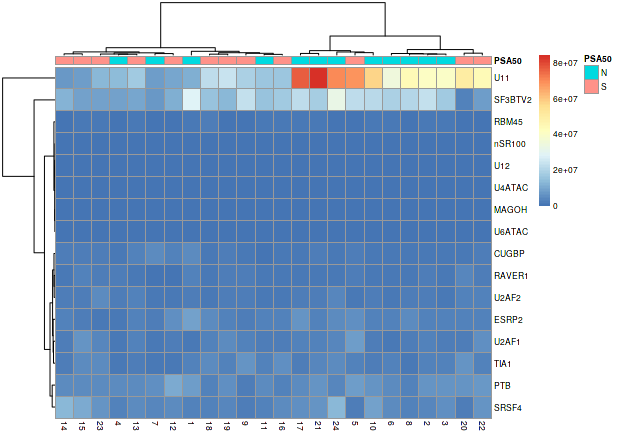 PSA50
U11
SF3BTV2
RBM45
nSR100
U12
U4ATAC
MAGOH
U6ATAC
CUGBP
RAVER1
U2AF2
ESRP2
U2AF1
TIA1
PTB
SRSF4
14 15 23 4 13 7 12 1 18 19 9 11 16 17 21 24 5 10 6 8 2 3 20 22
8e+07
6e+07
4e+07
2e+07
0
PSA50
N
S